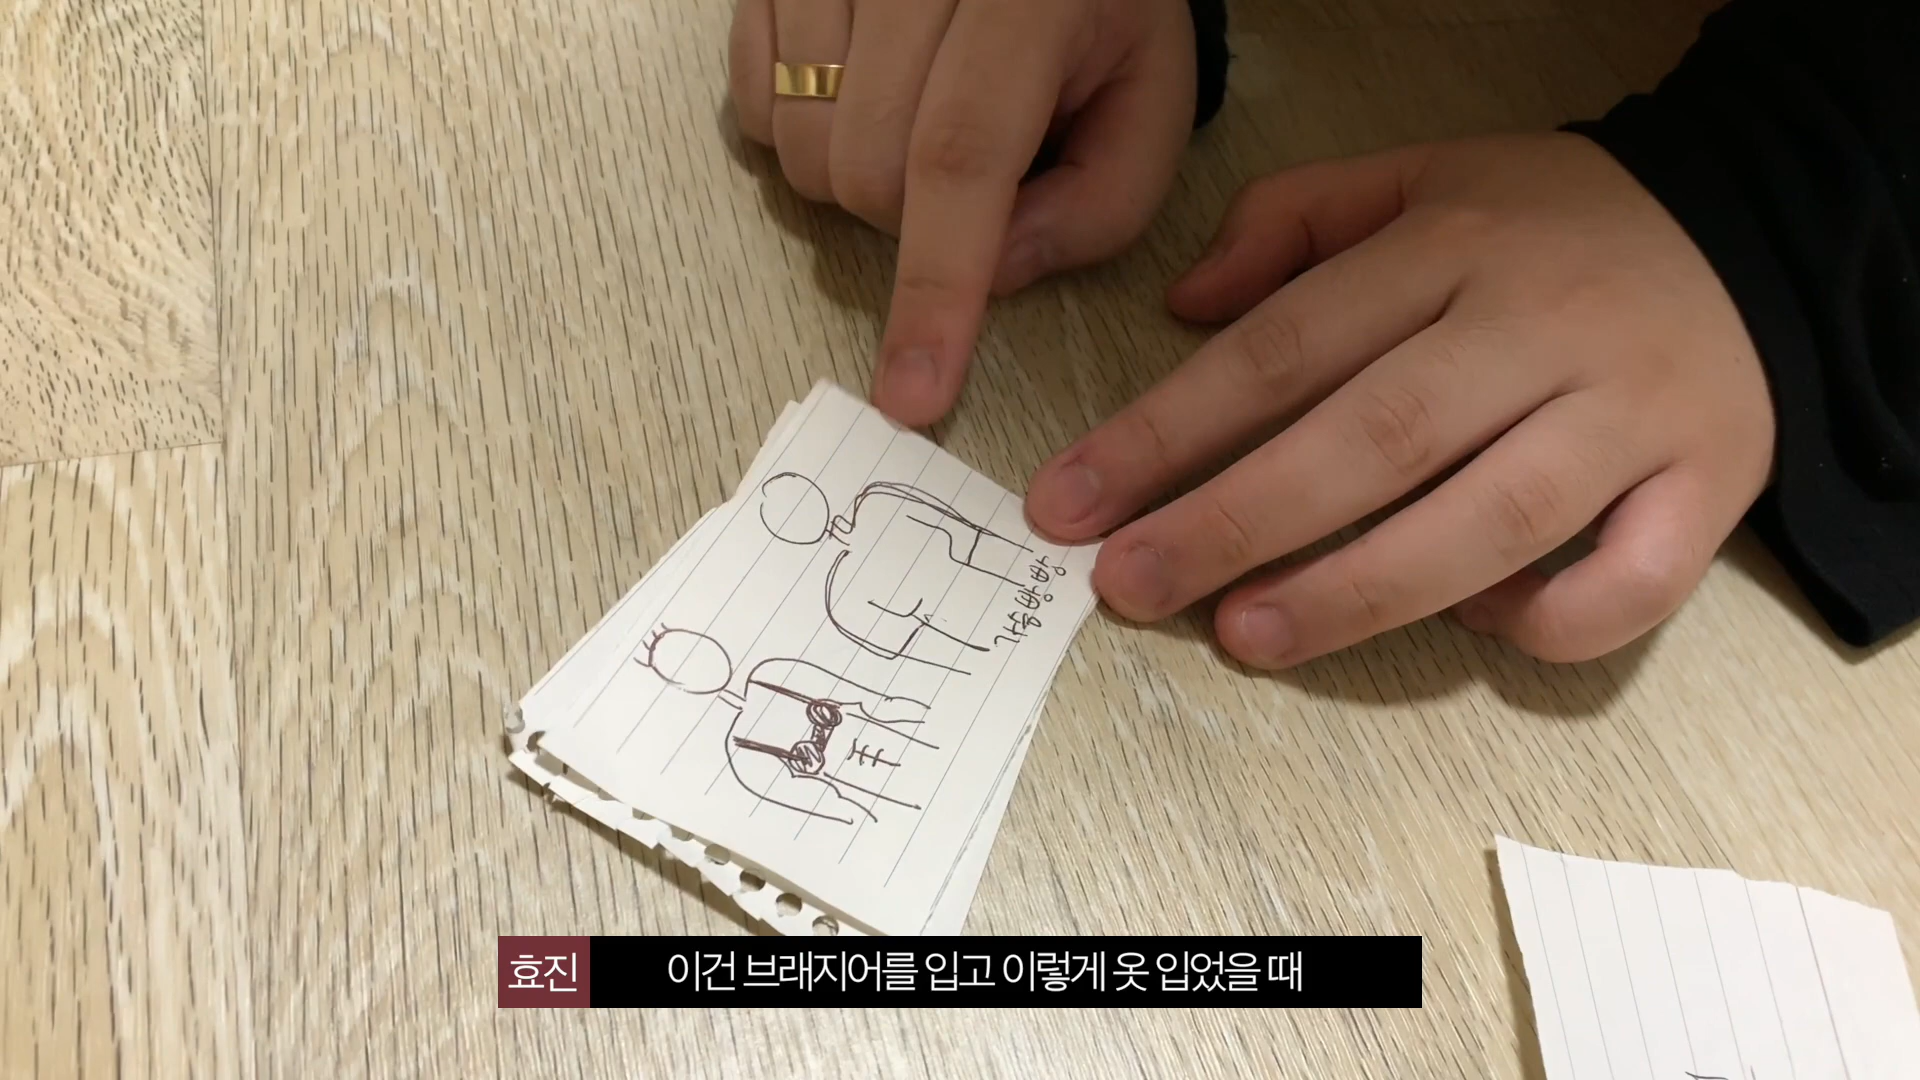 효진
이건 브래지어를 입고 이렇게 옷 입었을 때